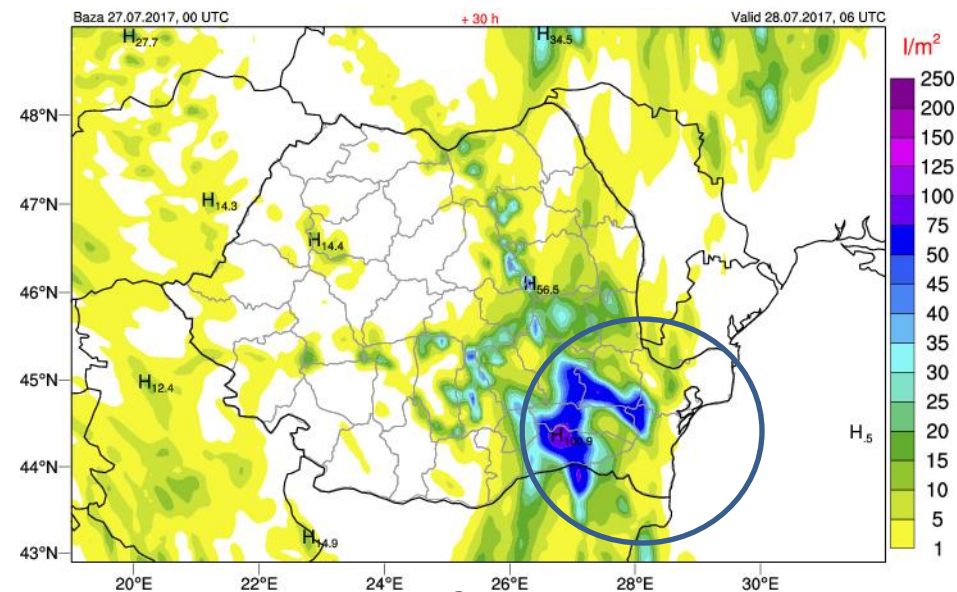 Baza 27.07.2017, 00 UTC + 30 h Valid 28.07.2017, 06 UTC
l/m²
H27.7
H34.5
250
200
48°N
150
125
47°N
H14.3
100
H14.4
75
50
46°N
H56.5
45
40
35
45°N
H12.4
30
25
H100.9
H.5
20
44°N
15
10
5
43°N
H14.9
1
20°E 22°E 24°E 26°E 28°E 30°E